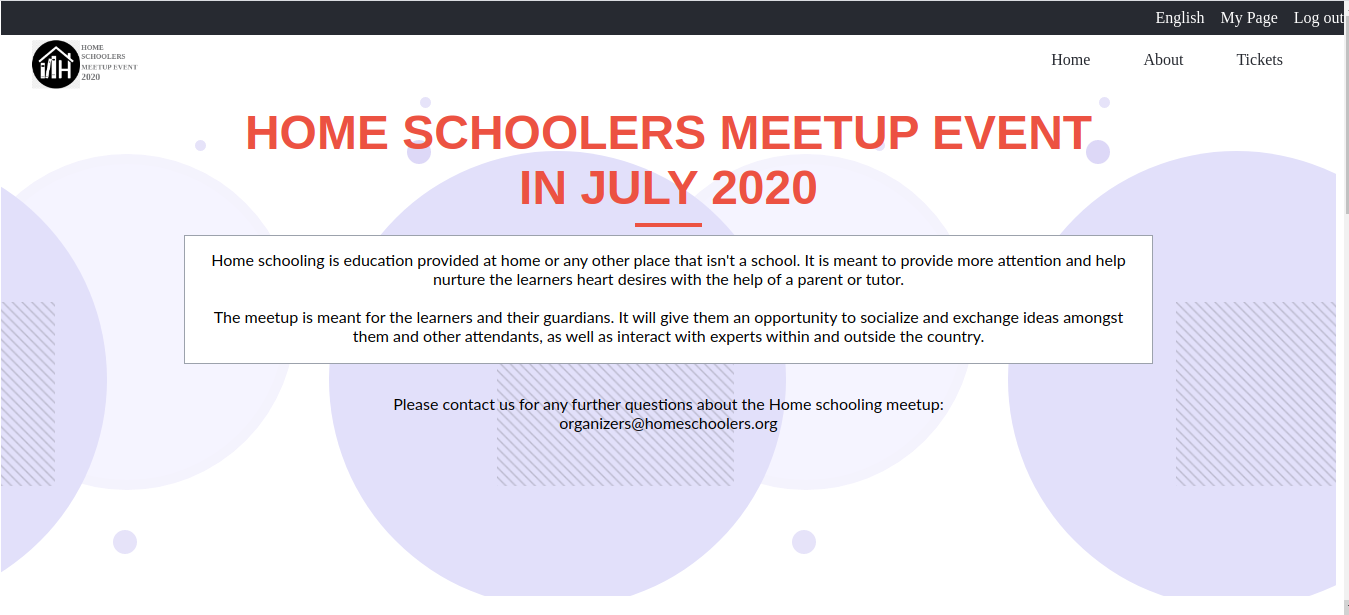 English My Page Log out
HOME
SCHOOLERS
MEETUP EVENT
2020
Home About Tickets
HOME SCHOOLERS MEETUP EVENT
IN JULY 2020
Home schooling is education provided at home or any other place that isn't a school. It is meant to provide more attention and help
nurture the learners heart desires with the help of a parent or tutor.
The meetup is meant for the learners and their guardians. It will give them an opportunity to socialize and exchange ideas amongst
them and other attendants, as well as interact with experts within and outside the country.
Please contact us for any further questions about the Home schooling meetup:
organizers@homeschoolers.org